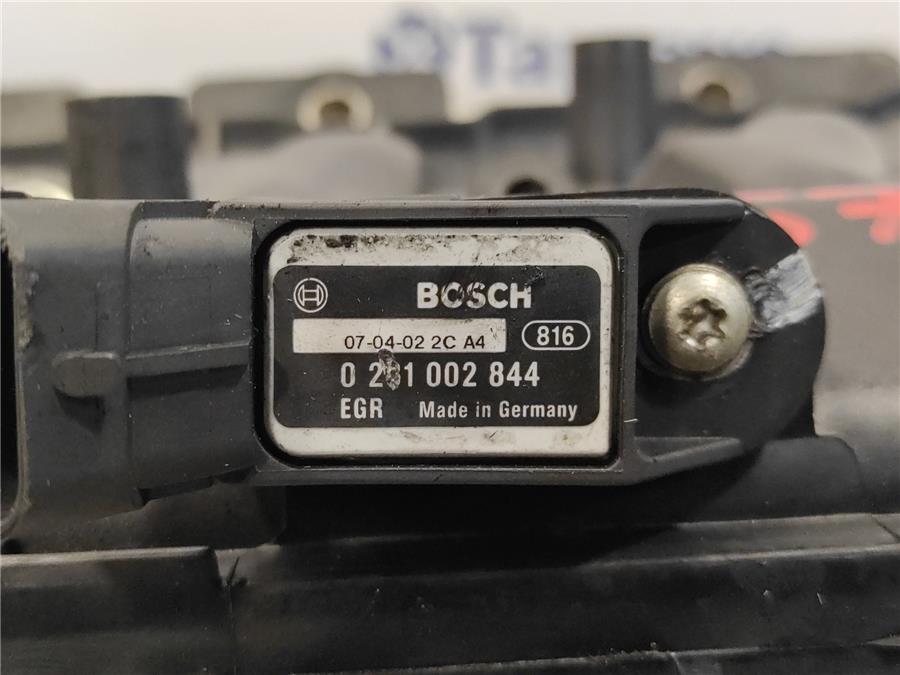 BOSCH
07-04-02 2C A4
816
0 281 002 844
EGR Made in Germany